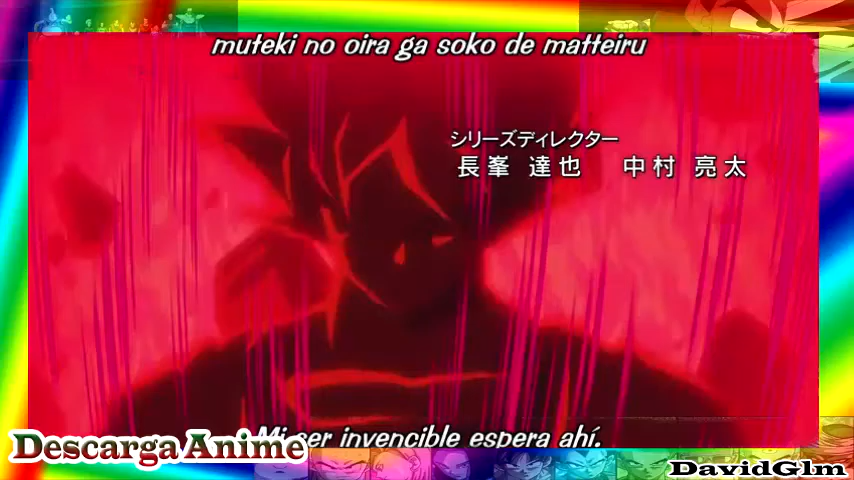 muteki no oira ga soko de matteiru
シリーズディレクター
長峯 達也 中村 亮太
Mi ser invencible espera ahí.
Descarga Anime
DavidGlm